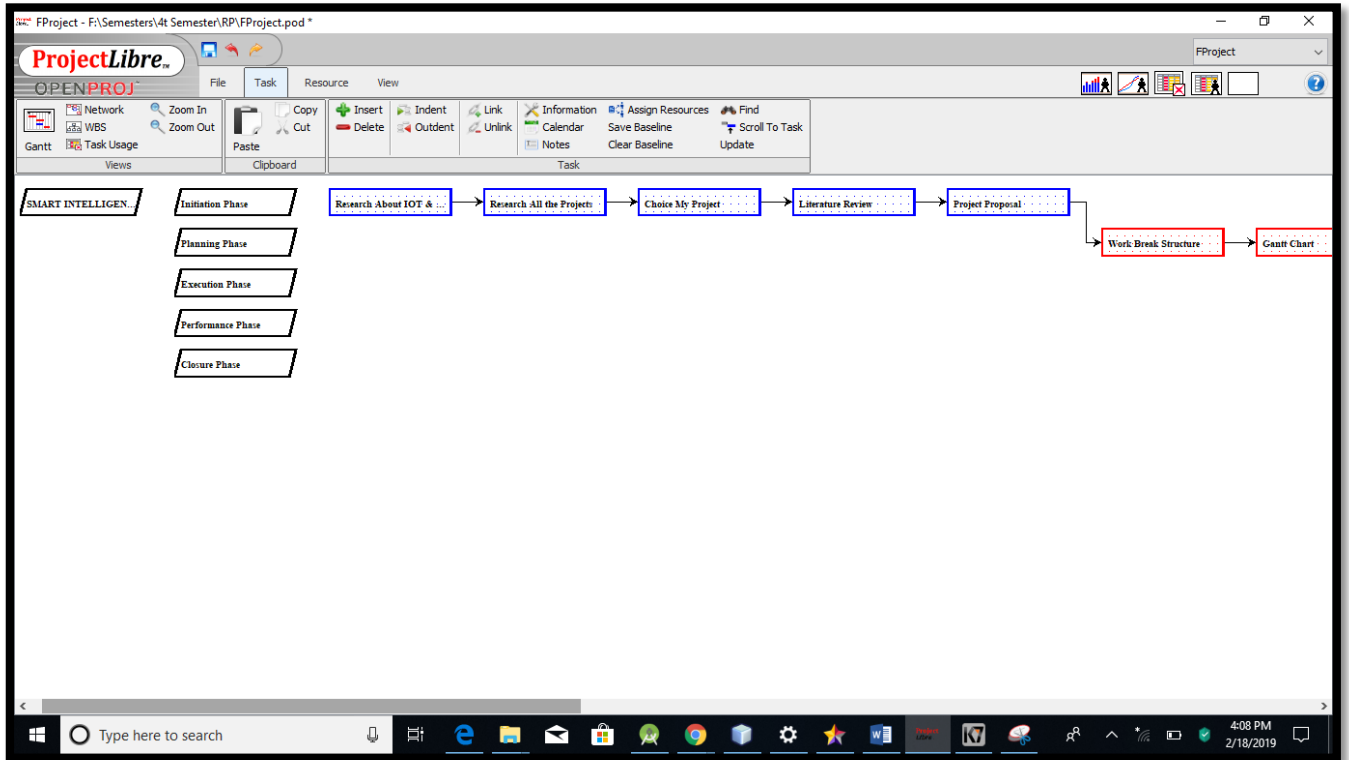 FProject - F:\Semesters\4t Semester\RP\FProject.pod *
ProjectLibre™
OPENPROJ
FProject
File Task Resource View
Network Zoom In Copy Insert Indent Link Information Assign Resources Find
WBS Zoom Out Cut Delete Outdent Unlink Calendar Save Baseline Scroll To Task
Gantt Task Usage Paste Notes Clear Baseline Update
Views Clipboard Task
SMART INTELLIGEN... Initiation Phase Research About IOT & ... Research All the Projects Choice My Project Literature Review Project Proposal
Planning Phase Work Break Structure Gantt Chart
Execution Phase
Performance Phase
Closure Phase
Type here to search
4:08 PM
2/18/2019